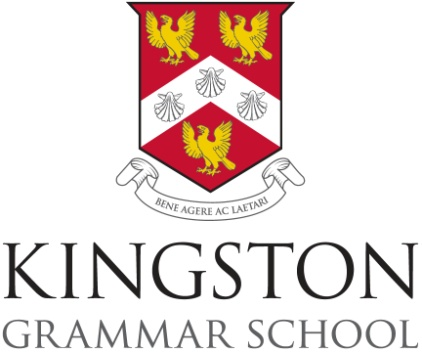 BENE AGERE AC LAETARI
KINGSTON
GRAMMAR SCHOOL